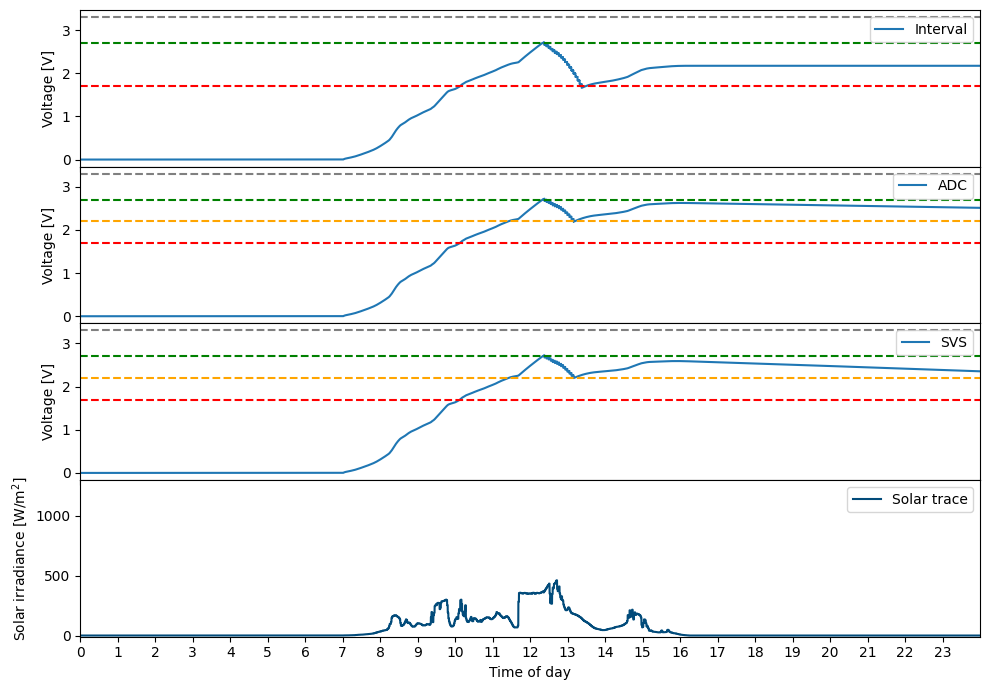 Voltage [V]
3
2
1
0
Interval
Voltage [V]
3
2
1
0
ADC
Voltage [V]
3
2
1
0
SVS
Solar irradiance [W/m²]
1000
500
0
Solar trace
0 1 2 3 4 5 6 7 8 9 10 11 12 13 14 15 16 17 18 19 20 21 22 23
Time of day